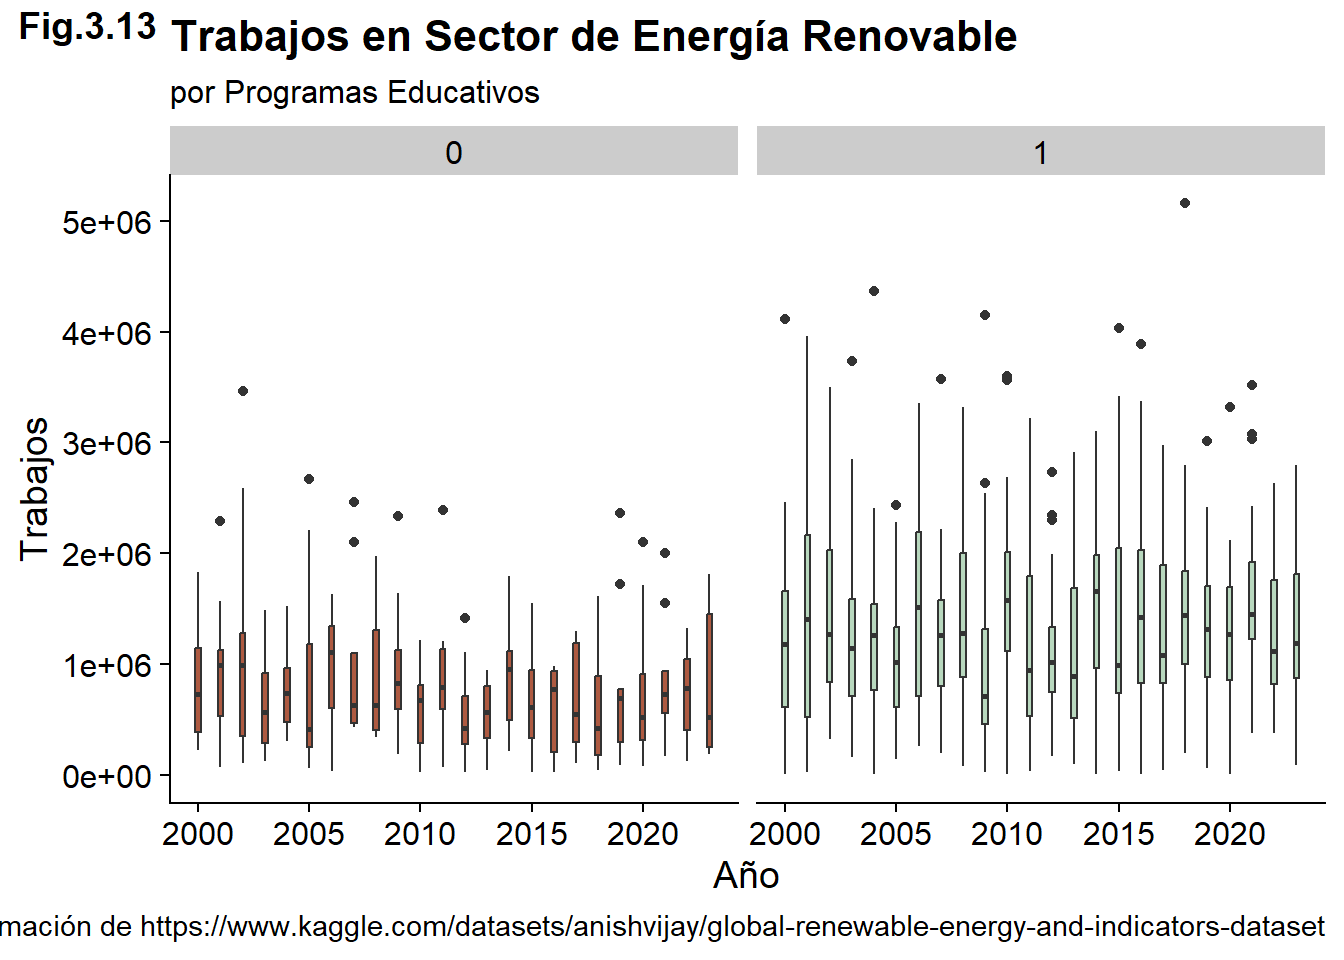 Fig.3.13 Trabajos en Sector de Energía Renovable
por Programas Educativos
0 1
5e+06
4e+06
3e+06
2e+06
1e+06
0e+00
Trabajos
2000 2005 2010 2015 2020 2000 2005 2010 2015 2020
Año
mación de https://www.kaggle.com/datasets/anishvijay/global-renewable-energy-and-indicators-dataset